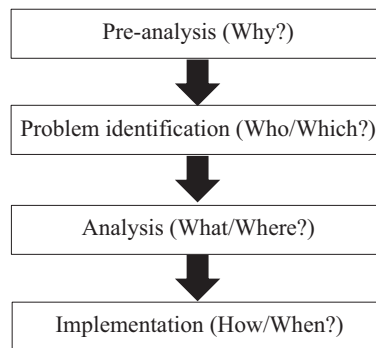 Pre-analysis (Why?)
Problem identification (Who/Which?)
Analysis (What/Where?)
Implementation (How/When?)